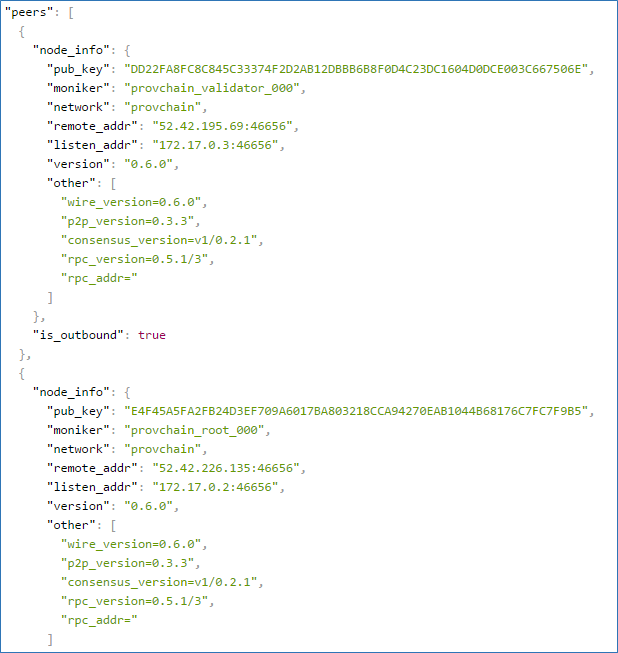 "peers": [
{
"node_info": {
"pub_key": "DD22FA8FC8C845C33374F2D2AB12DBBB6B8F0D4C23DC1604D0DCE003C667506E",
"moniker": "provchain_validator_000",
"network": "provchain",
"remote_addr": "52.42.195.69:46656",
"listen_addr": "172.17.0.3:46656",
"version": "0.6.0",
"other": [
"wire_version=0.6.0",
"p2p_version=0.3.3",
"consensus_version=v1/0.2.1",
"rpc_version=0.5.1/3",
"rpc_addr="
]
},
"is_outbound": true
},
{
"node_info": {
"pub_key": "E4F45A5FA2FB24D3EF709A6017BA803218CCA94270EAB1044B68176C7FC7F9B5",
"moniker": "provchain_root_000",
"network": "provchain",
"remote_addr": "52.42.226.135:46656",
"listen_addr": "172.17.0.2:46656",
"version": "0.6.0",
"other": [
"wire_version=0.6.0",
"p2p_version=0.3.3",
"consensus_version=v1/0.2.1",
"rpc_version=0.5.1/3",
"rpc_addr="
]